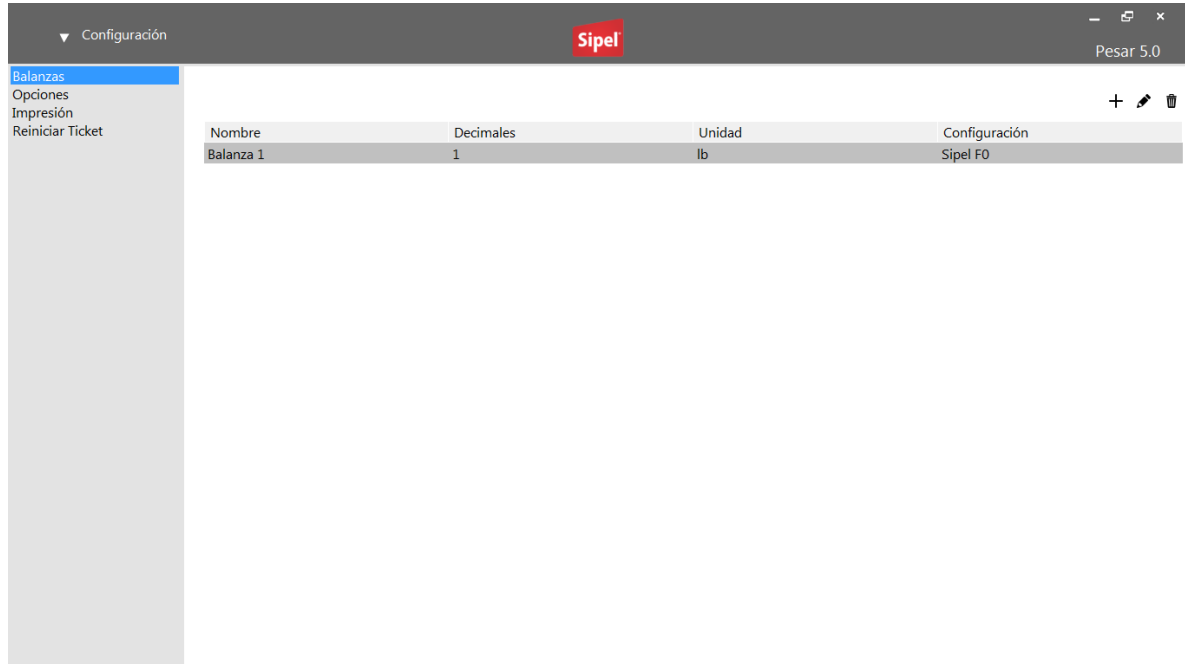 Configuración
Sipel
Pesar 5.0
Balanzas
Opciones
Impresión
Reiniciar Ticket
Nombre Decimales Unidad Configuración
Balanza 1 1 lb Sipel F0